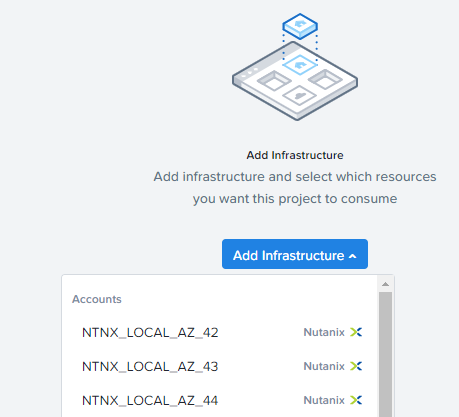 Add Infrastructure
Add infrastructure and select which resources
you want this project to consume
Add Infrastructure
Accounts
NTNX_LOCAL_AZ_42 Nutanix
NTNX_LOCAL_AZ_43 Nutanix
NTNX_LOCAL_AZ_44 Nutanix